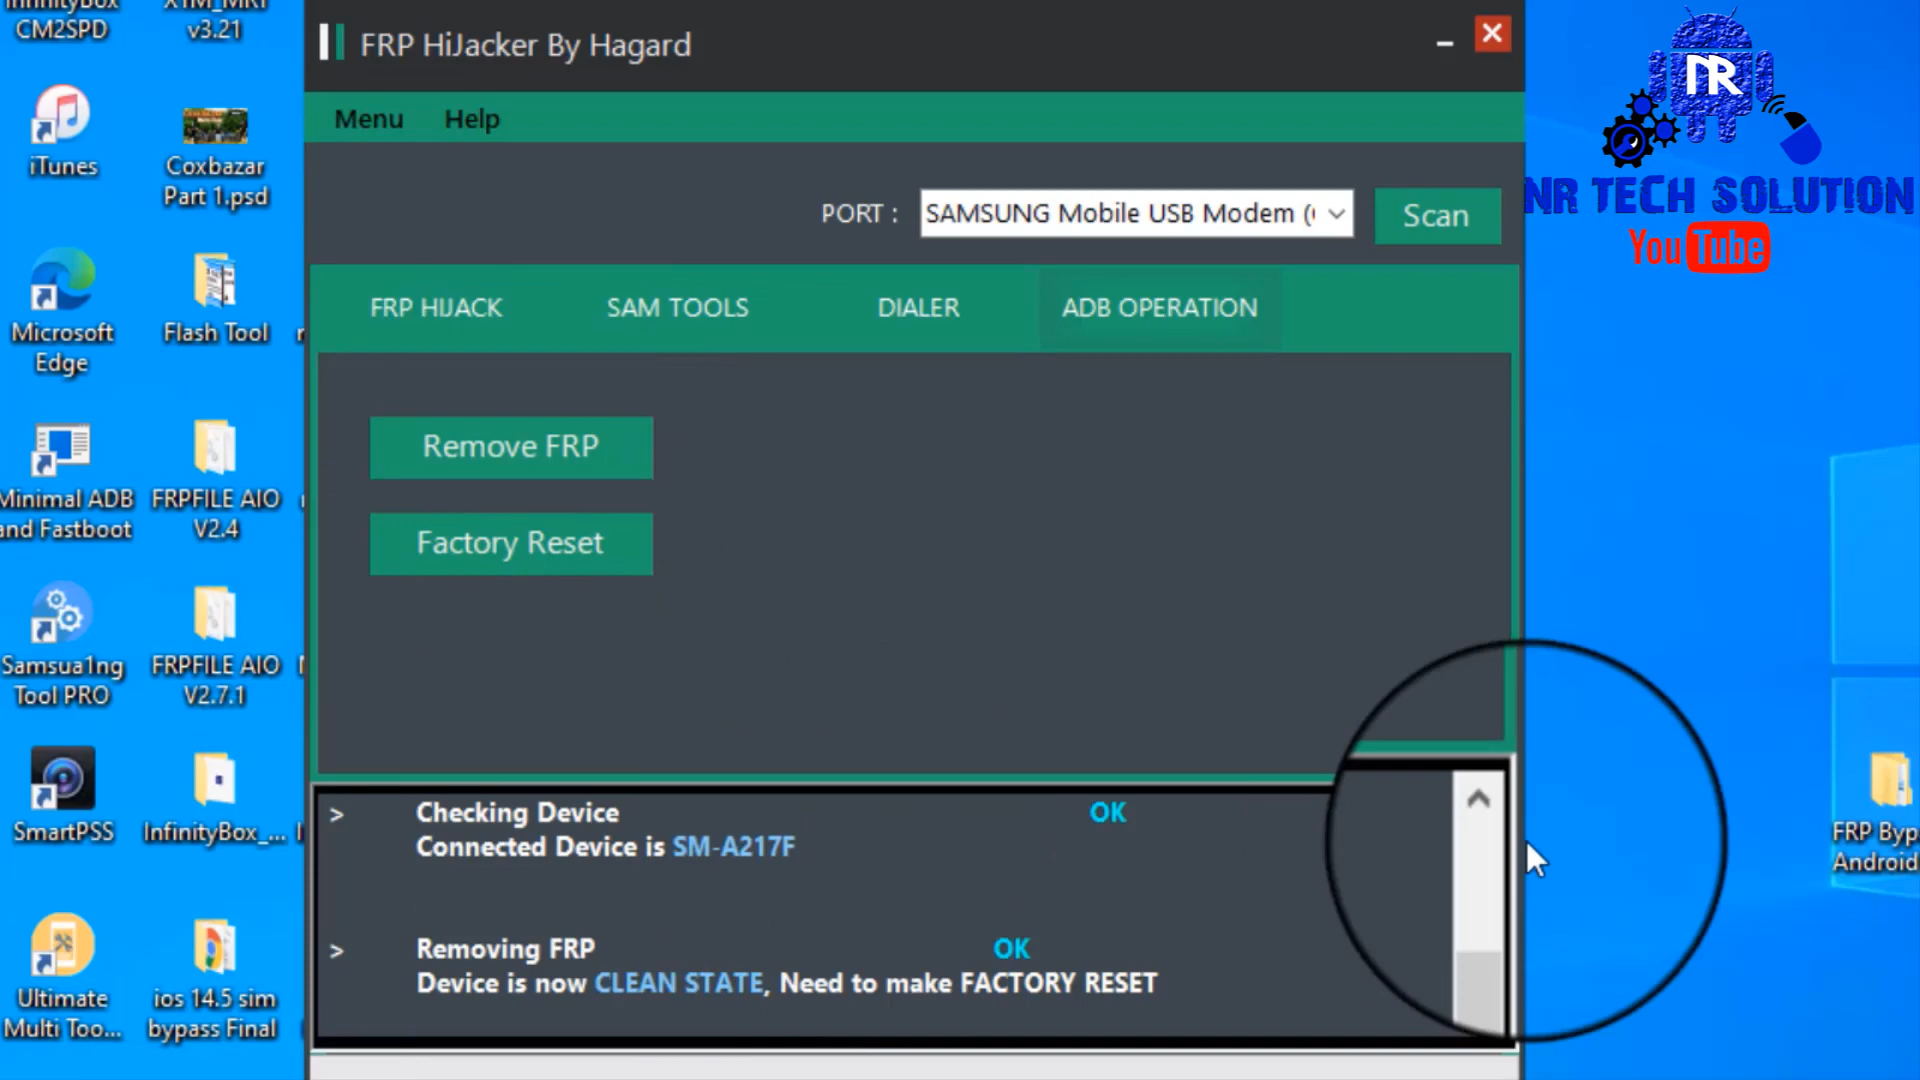 InfinityBox
CM2SPD
XTM_MRT
v3.21
iTunes
Coxbazar
Part 1.psd
Microsoft
Edge
Flash Tool
Minimal ADB
and Fastboot
FRPFILE AIO
V2.4
Samsua1ng
Tool PRO
FRPFILE AIO
V2.7.1
SmartPSS
InfinityBox_...
Ultimate
Multi Too...
ios 14.5 sim
bypass Final
FRP HiJacker By Hagard
Menu Help
PORT : SAMSUNG Mobile USB Modem ( Scan
FRP HIJACK SAM TOOLS DIALER ADB OPERATION
Remove FRP
Factory Reset
> Checking Device OK
Connected Device is SM-A217F
> Removing FRP OK
Device is now CLEAN STATE, Need to make FACTORY RESET
NR
NR TECH SOLUTION
YouTube
FRP Byp
Android